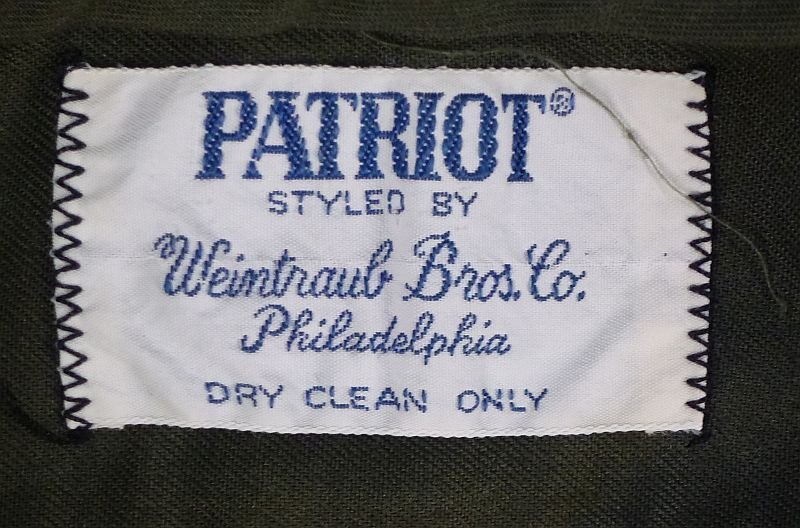 PATRIOT®
STYLED BY
Weintraub Bros. Co.
Philadelphia
DRY CLEAN ONLY